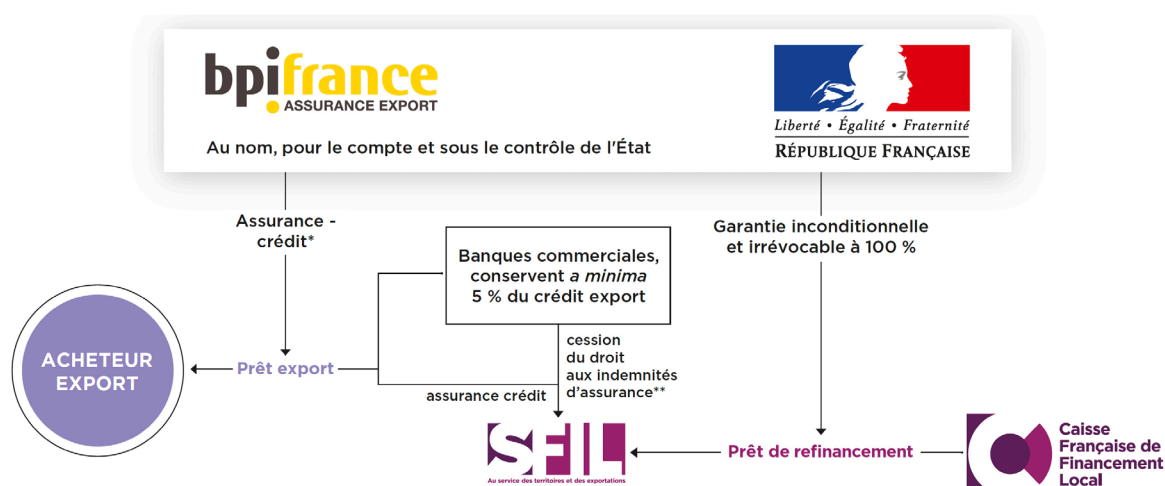 bpifrance
ASSURANCE EXPORT
Au nom, pour le compte et sous le contrôle de l'État
Liberté • Égalité • Fraternité
RÉPUBLIQUE FRANÇAISE
Assurance -
crédit*
Garantie inconditionnelle
et irrévocable à 100 %
Banques commerciales,
conservent a minima
5 % du crédit export
ACHETEUR
EXPORT
Prêt export
cession
du droit
aux indemnités
d'assurance**
assurance crédit
SFIL
Au service des territoires et des exportations
Prêt de refinancement
Caisse
Française de
Financement
Local